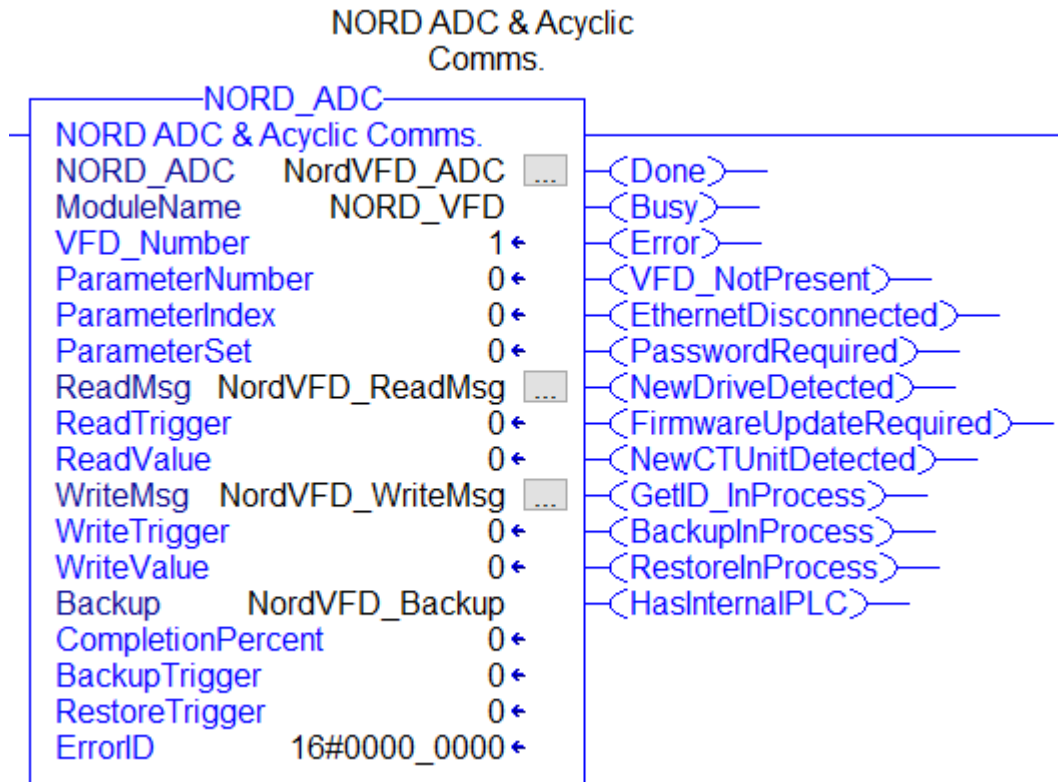 NORD ADC & Acyclic
Comms.
NORD_ADC
NORD ADC & Acyclic Comms.
NORD_ADC NordVFD_ADC ... Done
ModuleName NORD_VFD Busy
VFD_Number 1 Error
ParameterNumber 0 VFD_NotPresent
ParameterIndex 0 EthernetDisconnected
ParameterSet 0 PasswordRequired
ReadMsg NordVFD_ReadMsg ... NewDriveDetected
ReadTrigger 0 FirmwareUpdateRequired
ReadValue 0 NewCTUnitDetected
WriteMsg NordVFD_WriteMsg ... GetID_InProcess
WriteTrigger 0 BackupInProcess
WriteValue 0 RestoreInProcess
Backup NordVFD_Backup HasInternalPLC
CompletionPercent 0
BackupTrigger 0
RestoreTrigger 0
ErrorID 16#0000_0000